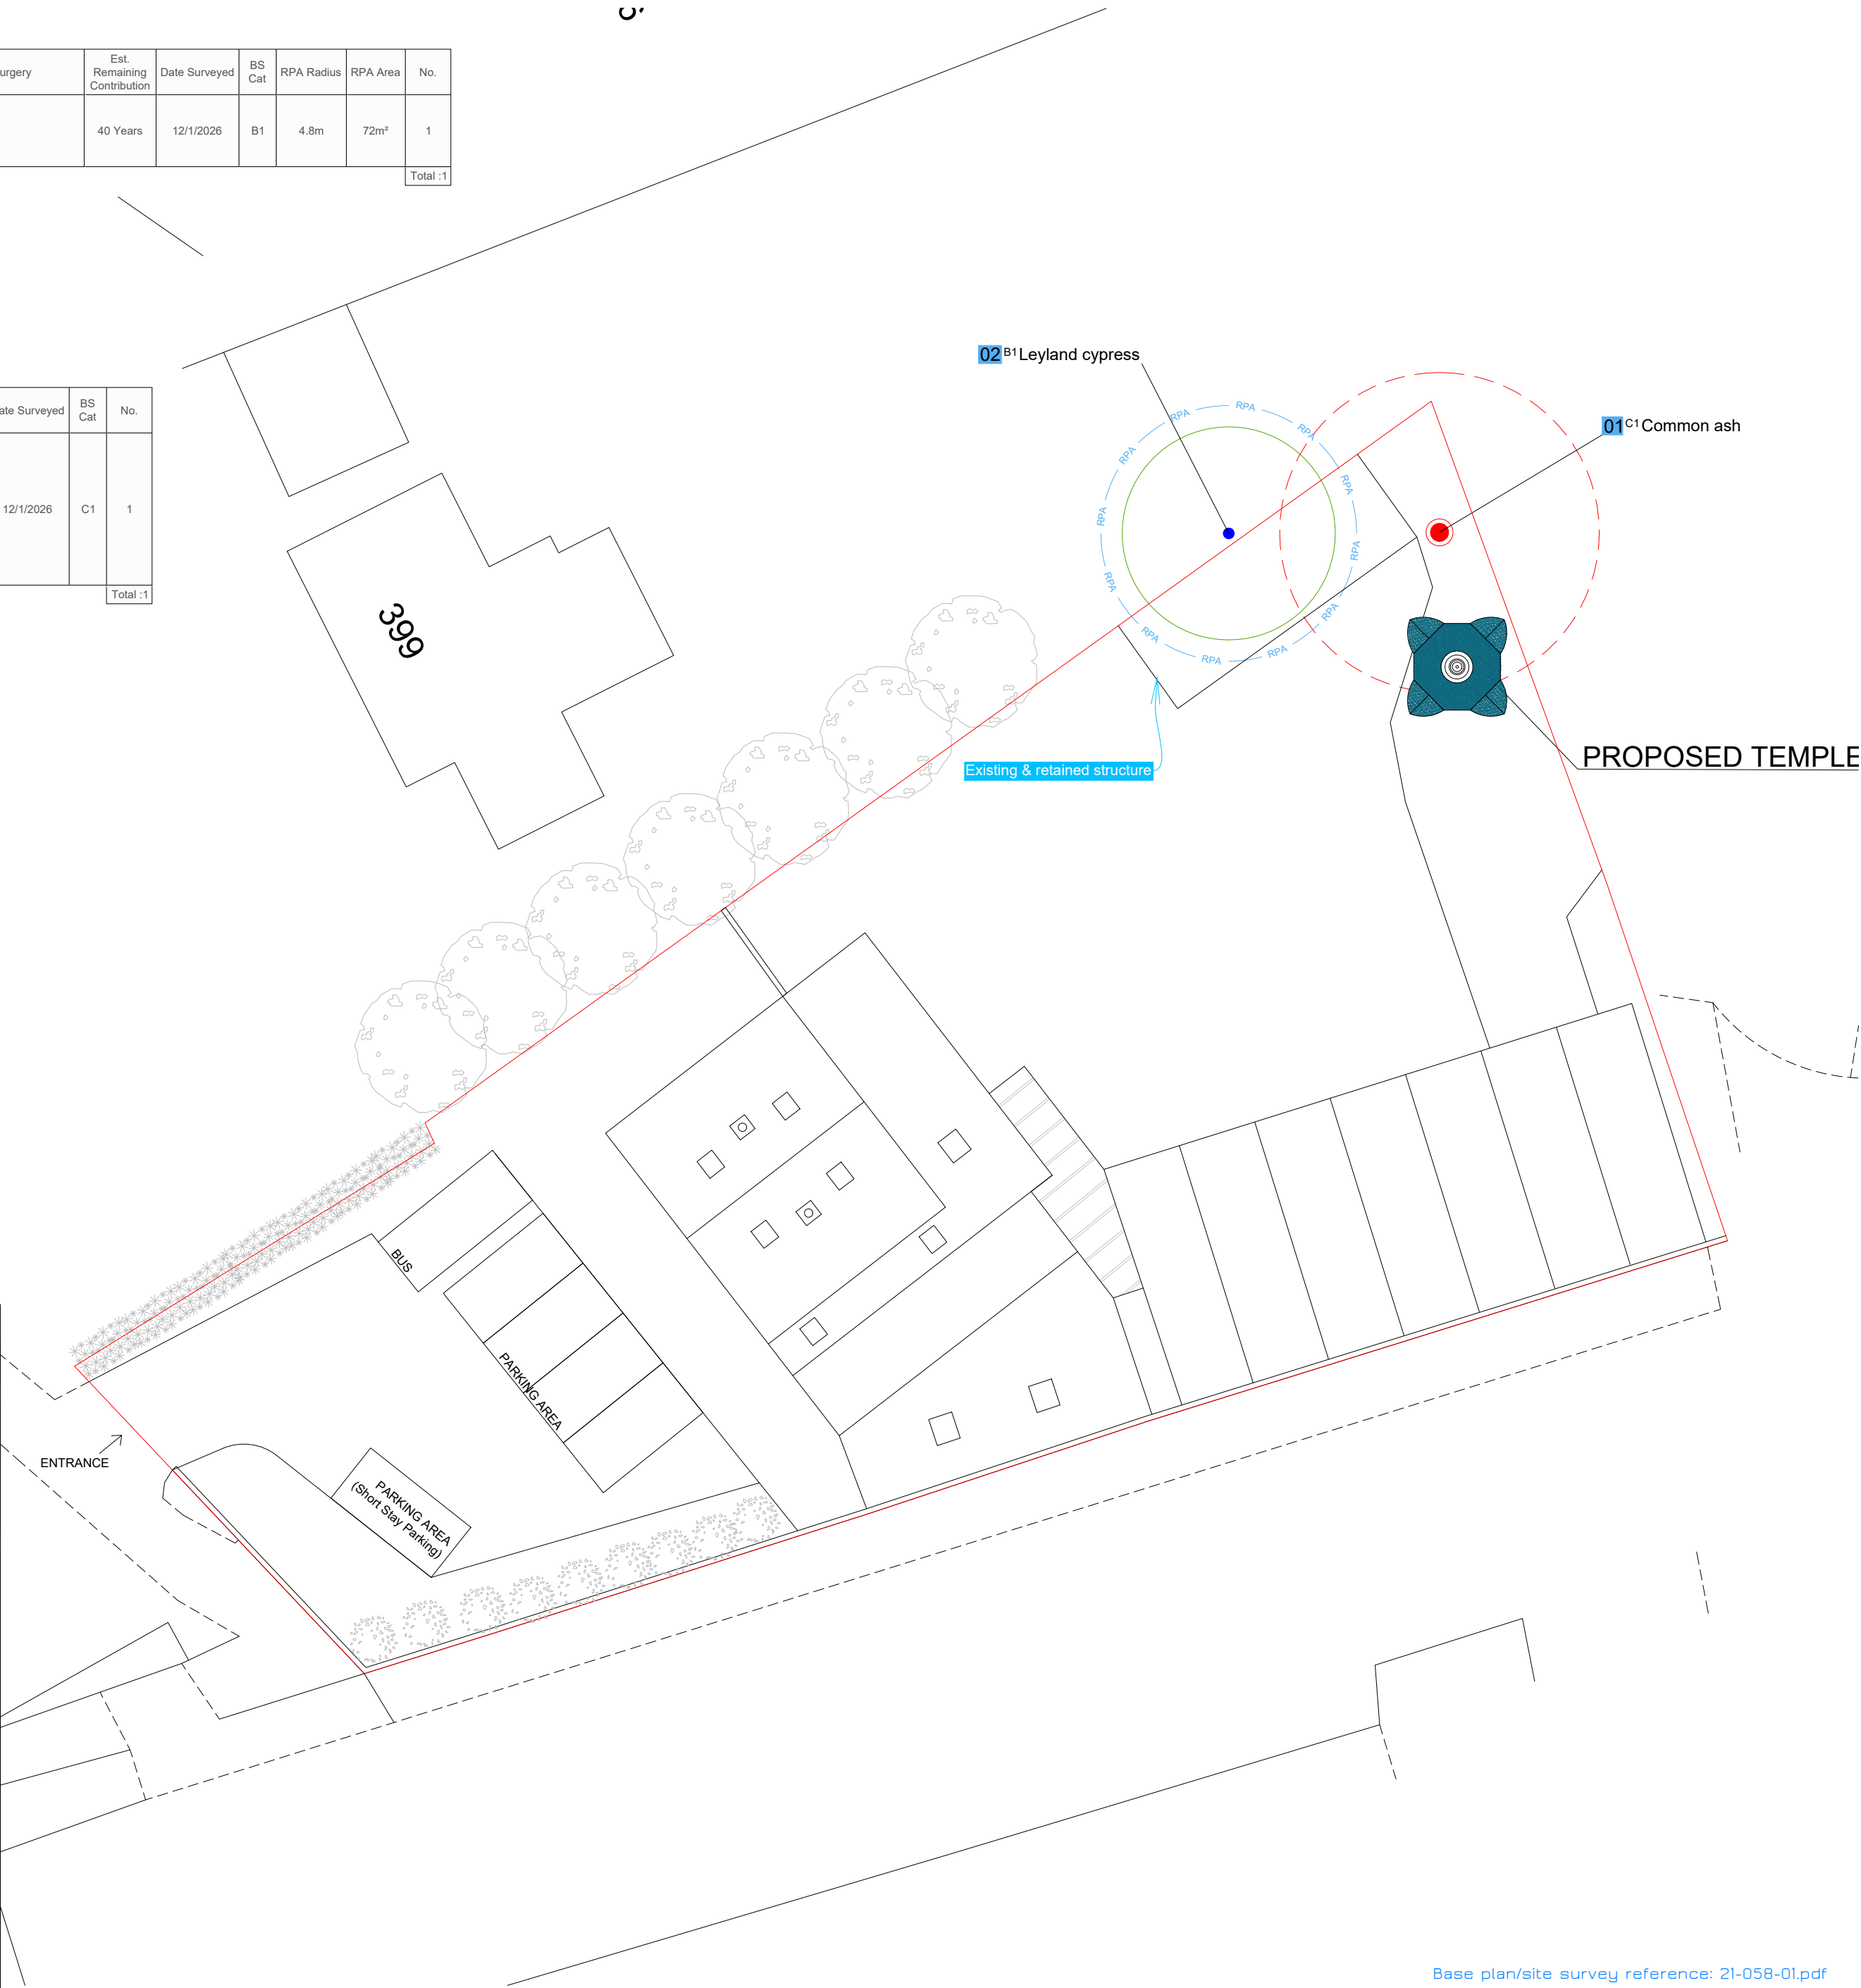 urgery
Est.
Remaining
Contribution
Date Surveyed
BS
Cat
RPA Radius
RPA Area
No.
40 Years
12/1/2026
B1
4.8m
72m²
1
Total :1
ate Surveyed
BS
Cat
No.
12/1/2026
C1
1
Total :1
02 B1 Leyland cypress
01 C1 Common ash
RPA
RPA
RPA
RPA
RPA
RPA
RPA
RPA
RPA
RPA
RPA
RPA
RPA
399
Existing & retained structure
PROPOSED TEMPLE
BUS
PARKING AREA
ENTRANCE
PARKING AREA
(Short Stay Parking)
Base plan/site survey reference: 21-058-01.pdf